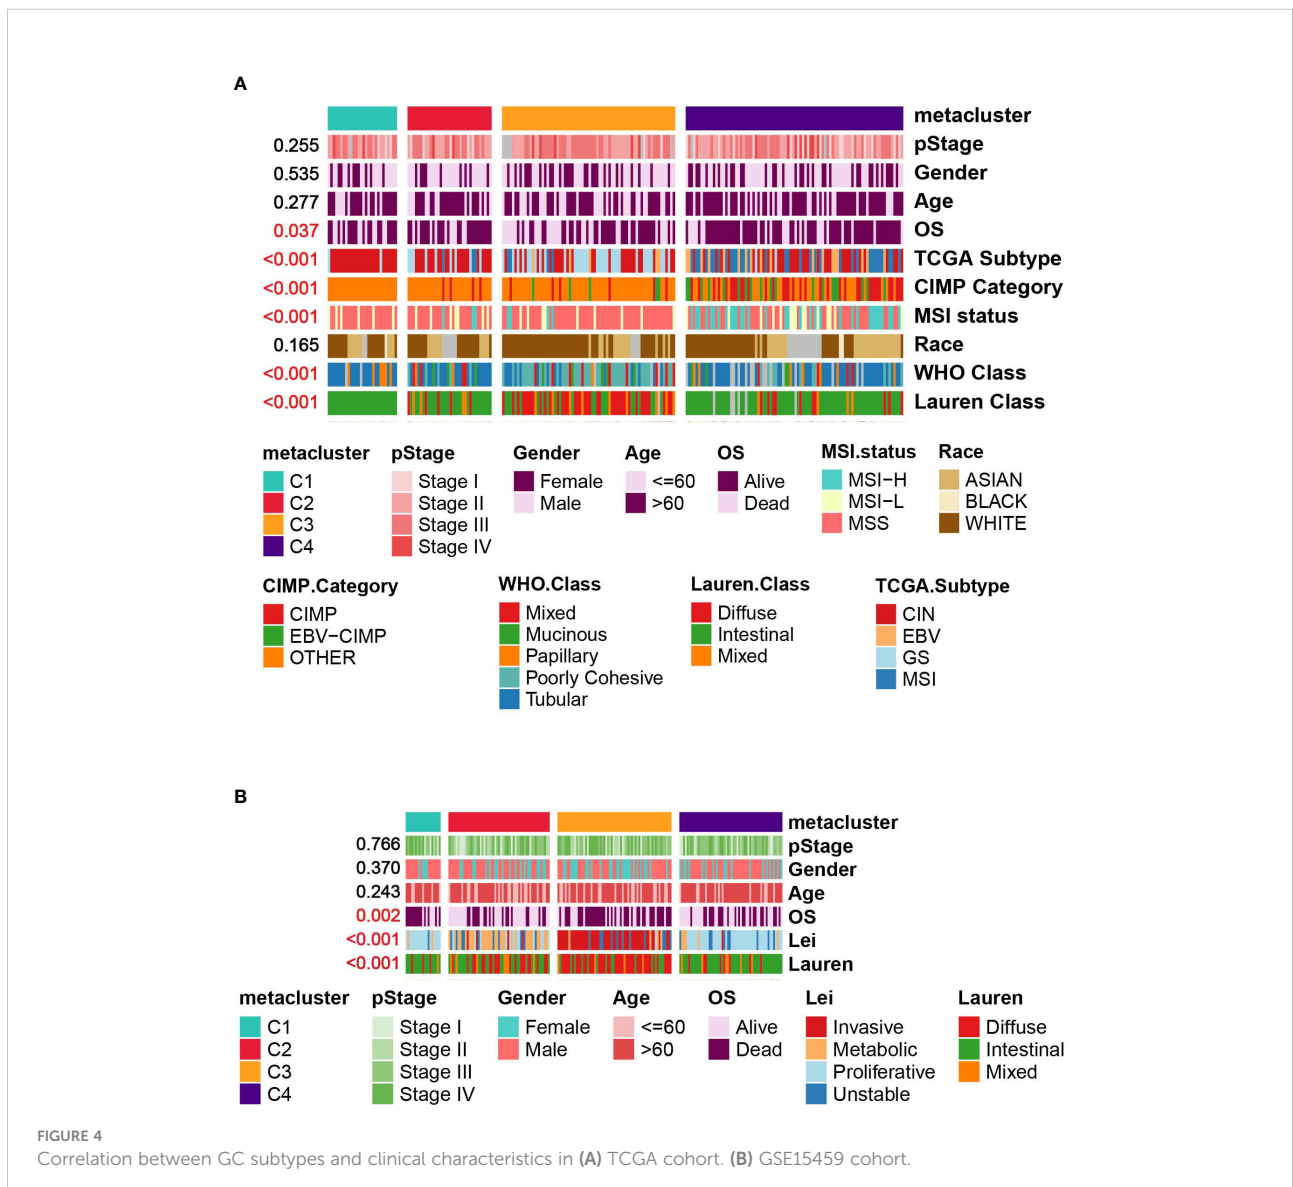 A
metacluster
0.255 pStage
0.535 Gender
0.277 Age
0.037 OS
<0.001 TCGA Subtype
<0.001 CIMP Category
<0.001 MSI status
0.165 Race
<0.001 WHO Class
<0.001 Lauren Class
metacluster pStage Gender Age OS MSI.status Race
C1 Stage I Female <=60 Alive MSI−H ASIAN
C2 Stage II Male >60 Dead MSI−L BLACK
C3 Stage III MSS WHITE
C4 Stage IV
CIMP.Category WHO.Class Lauren.Class TCGA.Subtype
CIMP Mixed Diffuse CIN
EBV−CIMP Mucinous Intestinal EBV
OTHER Papillary Mixed GS
Poorly Cohesive MSI
Tubular
B
metacluster
0.766 pStage
0.370 Gender
0.243 Age
0.002 OS
<0.001 Lei
<0.001 Lauren
metacluster pStage Gender Age OS Lei Lauren
C1 Stage I Female <=60 Alive Invasive Diffuse
C2 Stage II Male >60 Dead Metabolic Intestinal
C3 Stage III Proliferative Mixed
C4 Stage IV Unstable
FIGURE 4
Correlation between GC subtypes and clinical characteristics in (A) TCGA cohort. (B) GSE15459 cohort.